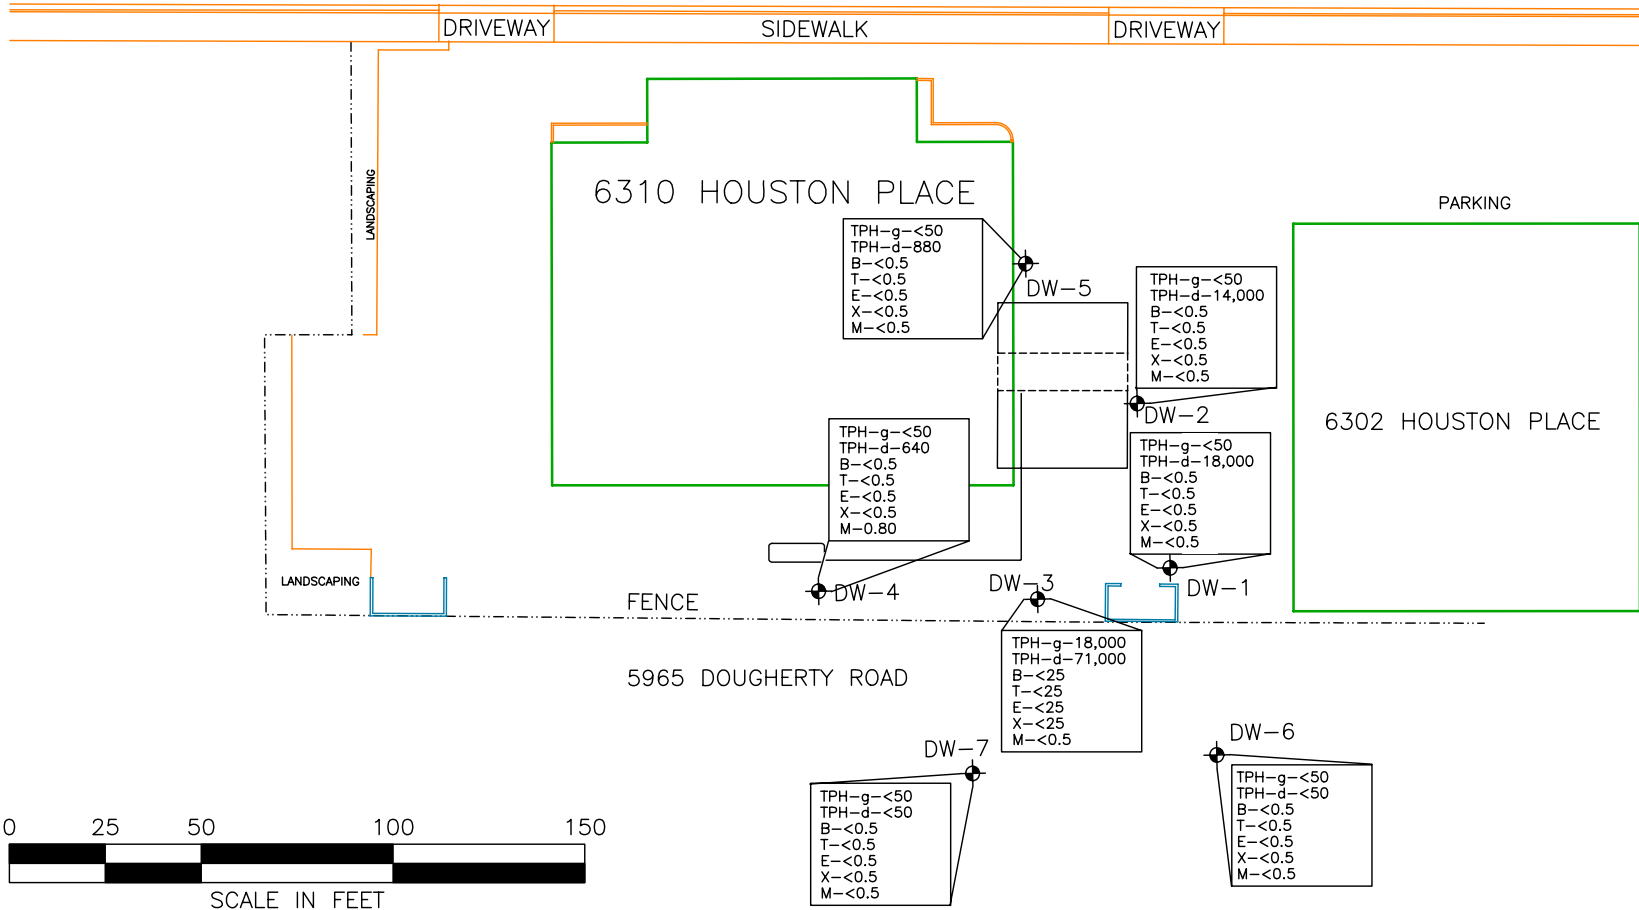 DRIVEWAY
SIDEWALK
DRIVEWAY
LANDSCAPING
6310 HOUSTON PLACE
PARKING
TPH-g-<50
TPH-d-880
B-<0.5
T-<0.5
E-<0.5
X-<0.5
M-<0.5
DW-5
TPH-g-<50
TPH-d-14,000
B-<0.5
T-<0.5
E-<0.5
X-<0.5
M-<0.5
DW-2
6302 HOUSTON PLACE
TPH-g-<50
TPH-d-640
B-<0.5
T-<0.5
E-<0.5
X-<0.5
M-0.80
DW-4
TPH-g-<50
TPH-d-18,000
B-<0.5
T-<0.5
E-<0.5
X-<0.5
M-<0.5
DW-1
LANDSCAPING
FENCE
DW-3
TPH-g-18,000
TPH-d-71,000
B-<25
T-<25
E-<25
X-<25
M-<0.5
5965 DOUGHERTY ROAD
DW-7
TPH-g-<50
TPH-d-<50
B-<0.5
T-<0.5
E-<0.5
X-<0.5
M-<0.5
DW-6
TPH-g-<50
TPH-d-<50
B-<0.5
T-<0.5
E-<0.5
X-<0.5
M-<0.5
0 25 50 100 150
SCALE IN FEET